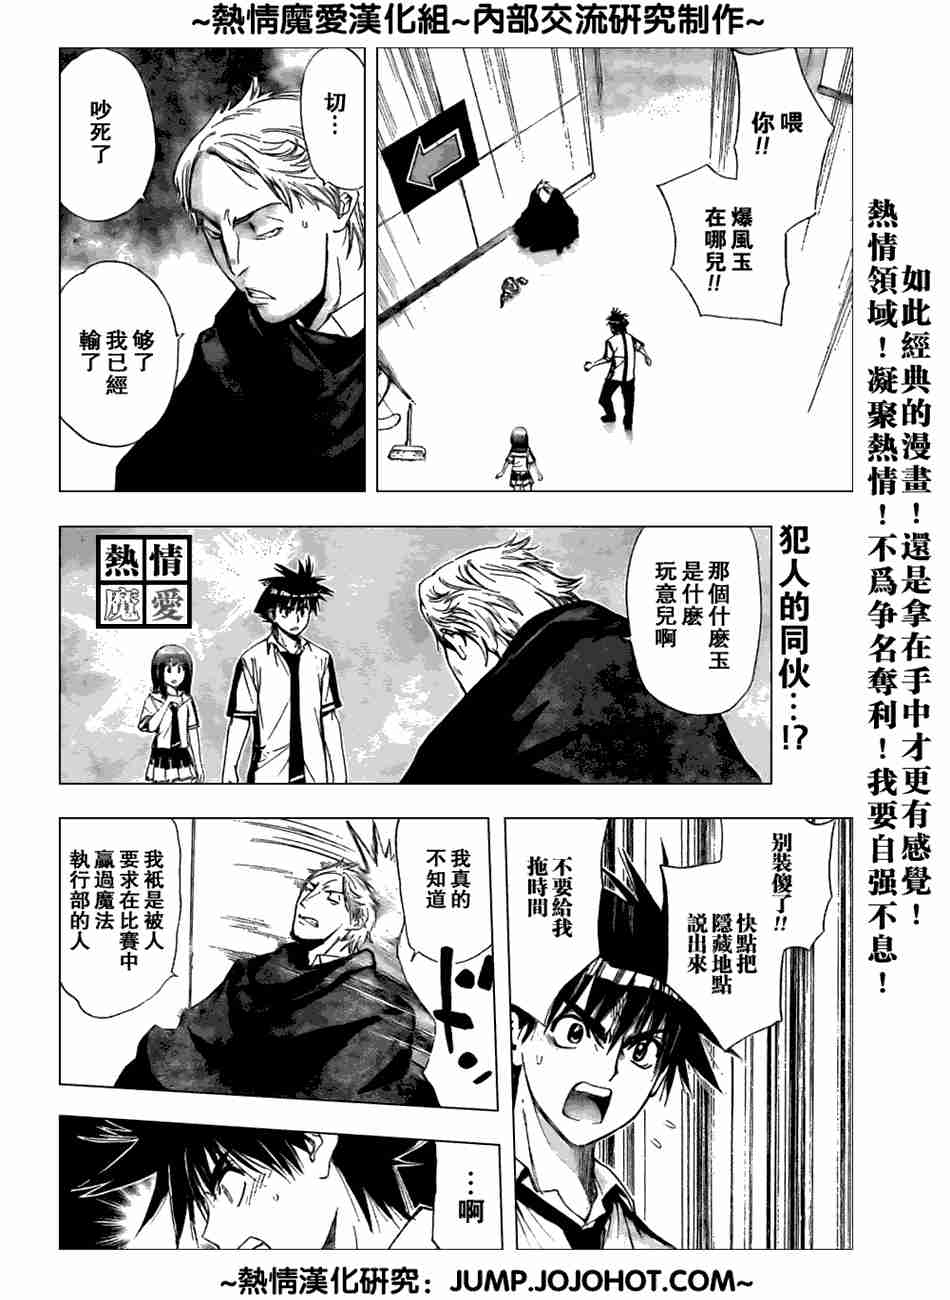 ~熱情魔愛漢化組~內部交流研究制作~
喂
你!!
爆風玉
在哪兒!!
切…
吵死了
够了
我已經
輸了
犯人的同伙…!?
那個什麽玉
是什麽
玩意兒啊
熱情
魔愛
别裝傻了!!
快點把
隱藏地點
説出來
不要給我
拖時間
我真的
不知道
ドン
我衹是被人
要求在比賽中
贏過魔法
執行部的人
…啊
如此經典的漫畫！還是拿在手中才更有感覺！
熱情領域！凝聚熱情！不爲争名奪利！我要自强不息！
~熱情漢化研究：JUMP.JOJOHOT.COM~